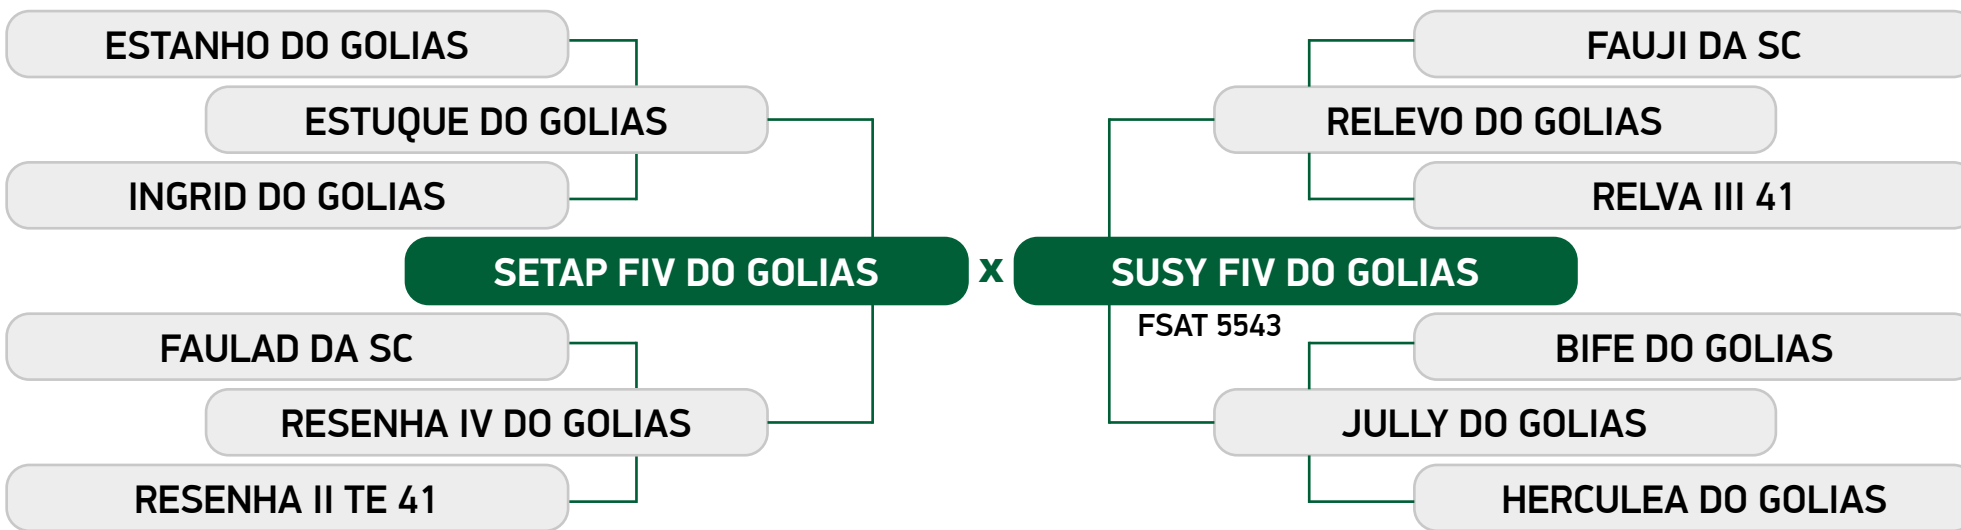 ESTANHO DO GOLIAS
ESTUQUE DO GOLIAS
INGRID DO GOLIAS
SETAP FIV DO GOLIAS
FAULAD DA SC
RESENHA IV DO GOLIAS
RESENHA II TE 41
x
FAUJI DA SC
RELEVO DO GOLIAS
RELVA III 41
SUSY FIV DO GOLIAS
FSAT 5543
BIFE DO GOLIAS
JULLY DO GOLIAS
HERCULEA DO GOLIAS